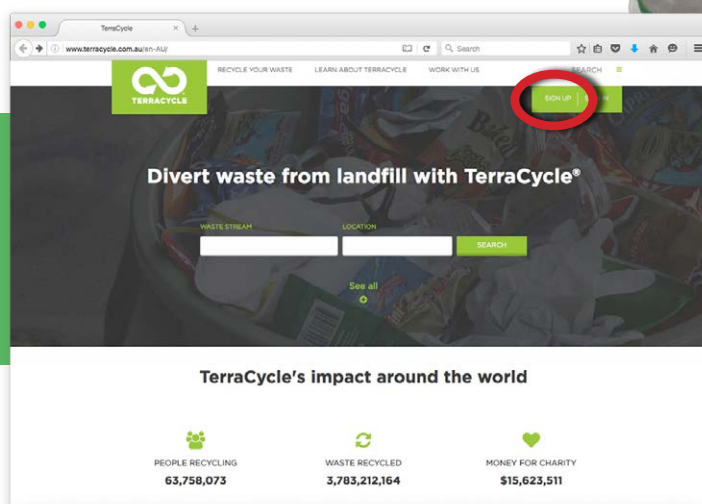 TerraCycle
www.terracycle.com.au/en-AU/
Search
RECYCLE YOUR WASTE LEARN ABOUT TERRACYCLE WORK WITH US SEARCH
TERRACYCLE
SIGN UP
Divert waste from landfill with TerraCycle®
WASTE STREAM LOCATION
SEARCH
See all
TerraCycle's impact around the world
PEOPLE RECYCLING WASTE RECYCLED MONEY FOR CHARITY
63,758,073 3,783,212,164 $15,623,511